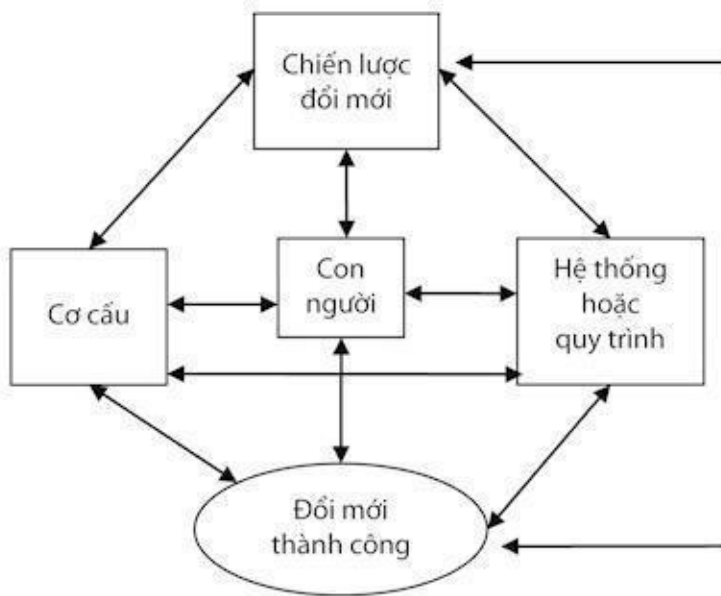 Chiến lược
đổi mới
Cơ cấu
Con
người
Hệ thống
hoặc
quy trình
Đổi mới
thành công